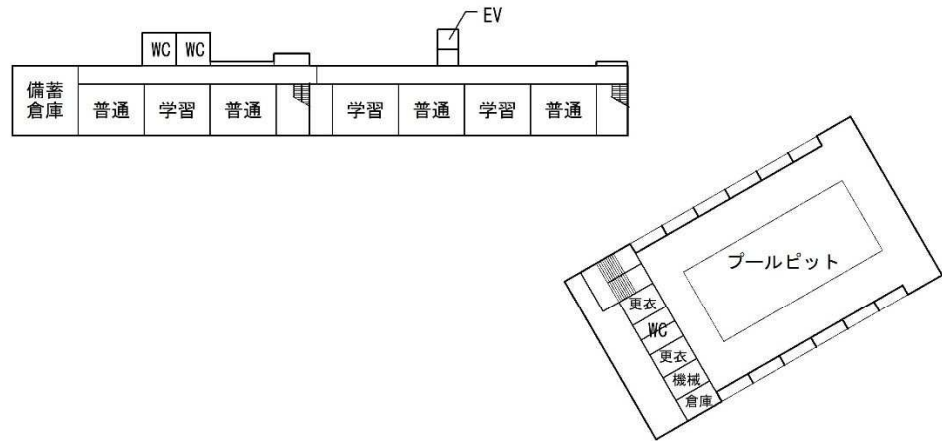 EV
WC WC
備蓄
倉庫
普通 学習 普通 学習 普通 学習 普通
プールピット
更衣
WC
更衣
機械
倉庫